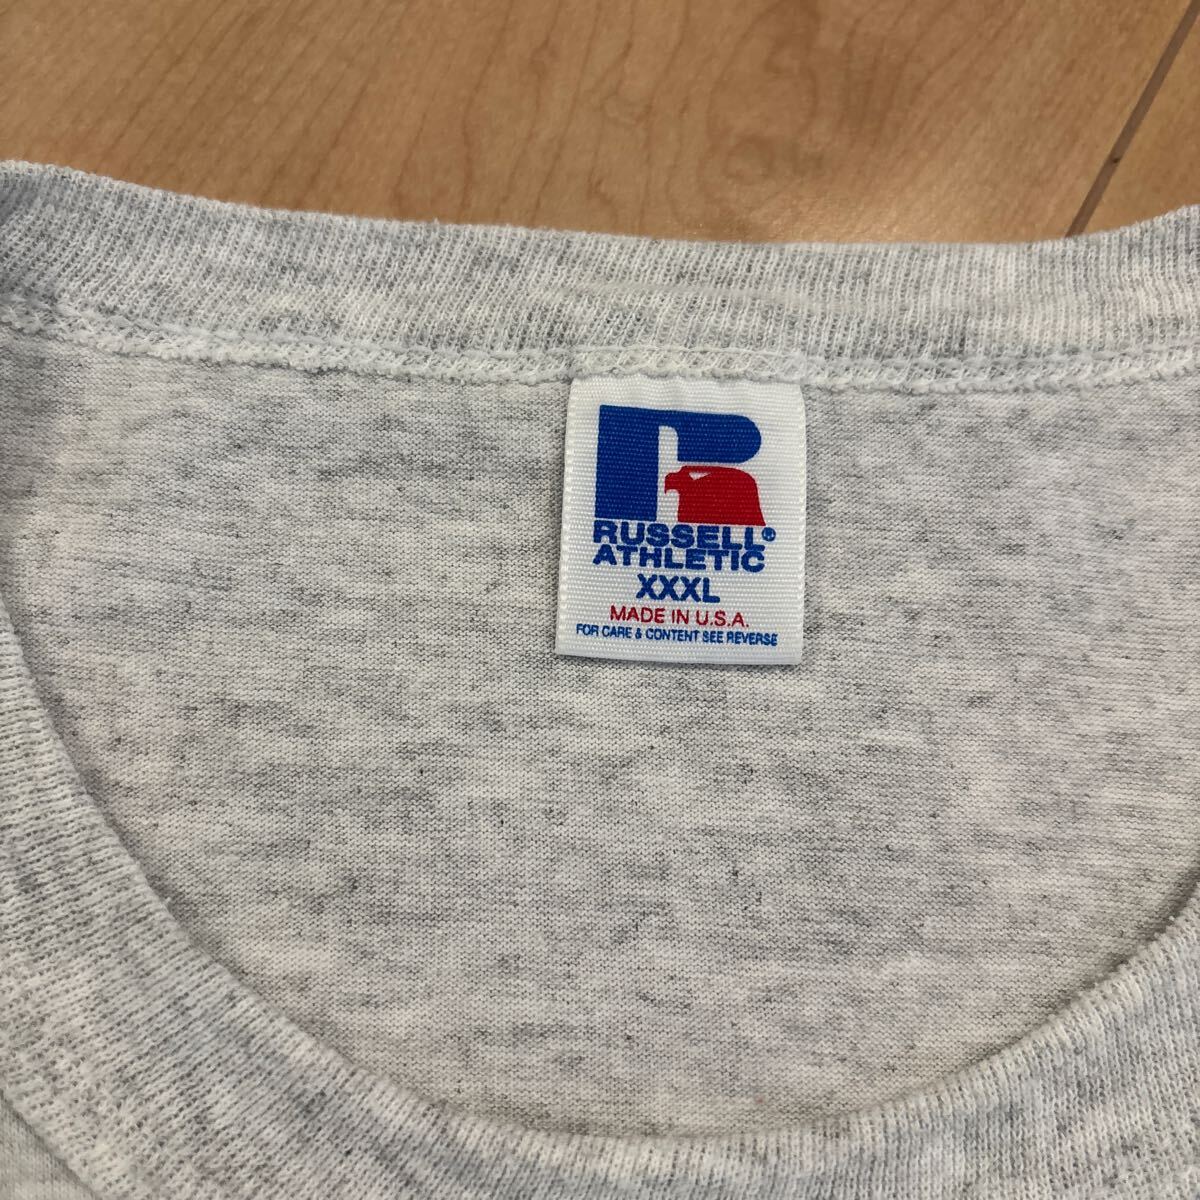 RUSSELL®
ATHLETIC
XXXL
MADE IN U.S.A.
FOR CARE & CONTENT SEE REVERSE